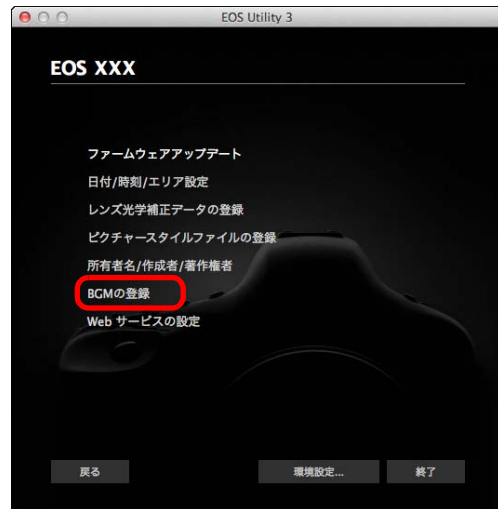 EOS Utility 3
EOS XXX
ファームウェアアップデート
日付/時刻/エリア設定
レンズ光学補正データの登録
ピクチャースタイルファイルの登録
所有者名/作成者/著作権者
BGMの登録
Web サービスの設定
戻る 環境設定... 終了